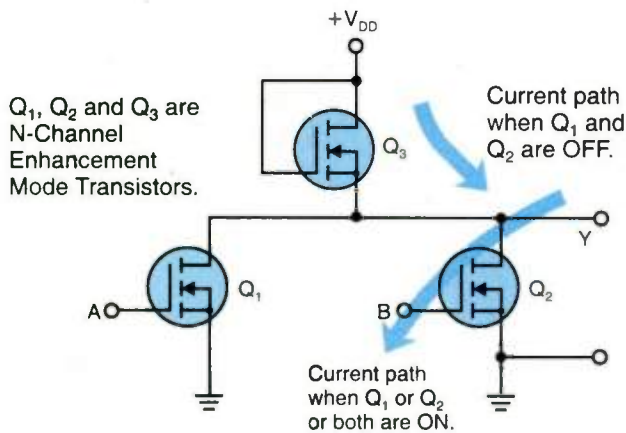 +V_DD
Q₁, Q₂ and Q₃ are
N-Channel
Enhancement
Mode Transistors.
Current path
when Q₁ and
Q₂ are OFF.
Q₃
Y
A
Q₁
B
Q₂
Current path
when Q₁ or Q₂
or both are ON.